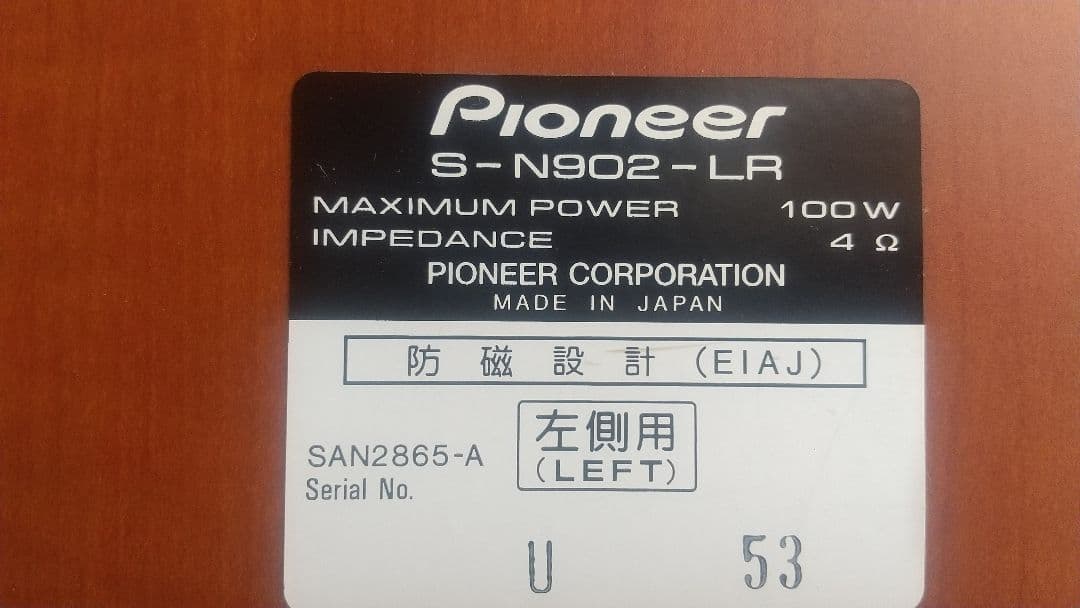 Pioneer
S-N902-LR
MAXIMUM POWER 100W
IMPEDANCE 4 Ω
PIONEER CORPORATION
MADE IN JAPAN
防磁設計 (EIAJ)
左側用
(LEFT)
SAN2865-A
Serial No.
U 53